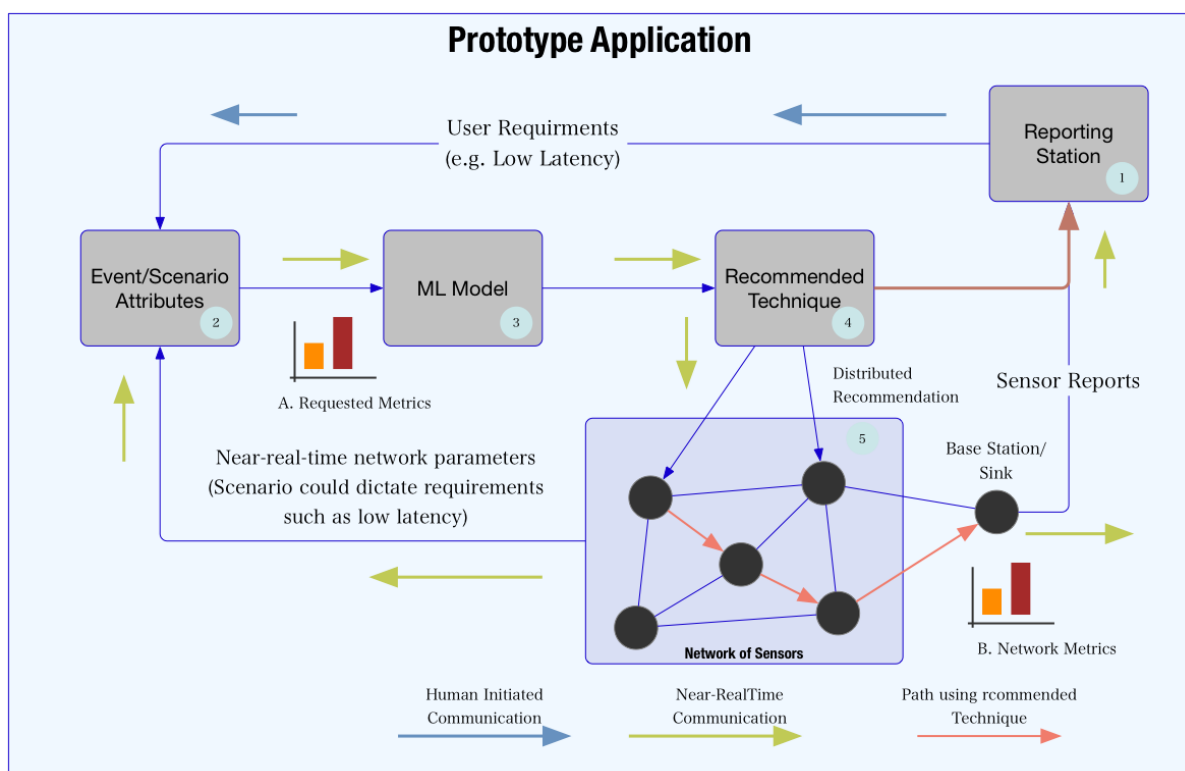 Prototype Application
User Requirments
(e.g. Low Latency)
Reporting
Station
1
Event/Scenario
Attributes
2
ML Model
3
Recommended
Technique
4
A. Requested Metrics
Distributed
Recommendation
Sensor Reports
5
Near-real-time network parameters
(Scenario could dictate requirements
such as low latency)
Base Station/
Sink
Network of Sensors
B. Network Metrics
Human Initiated
Communication
Near-RealTime
Communication
Path using rcommended
Technique